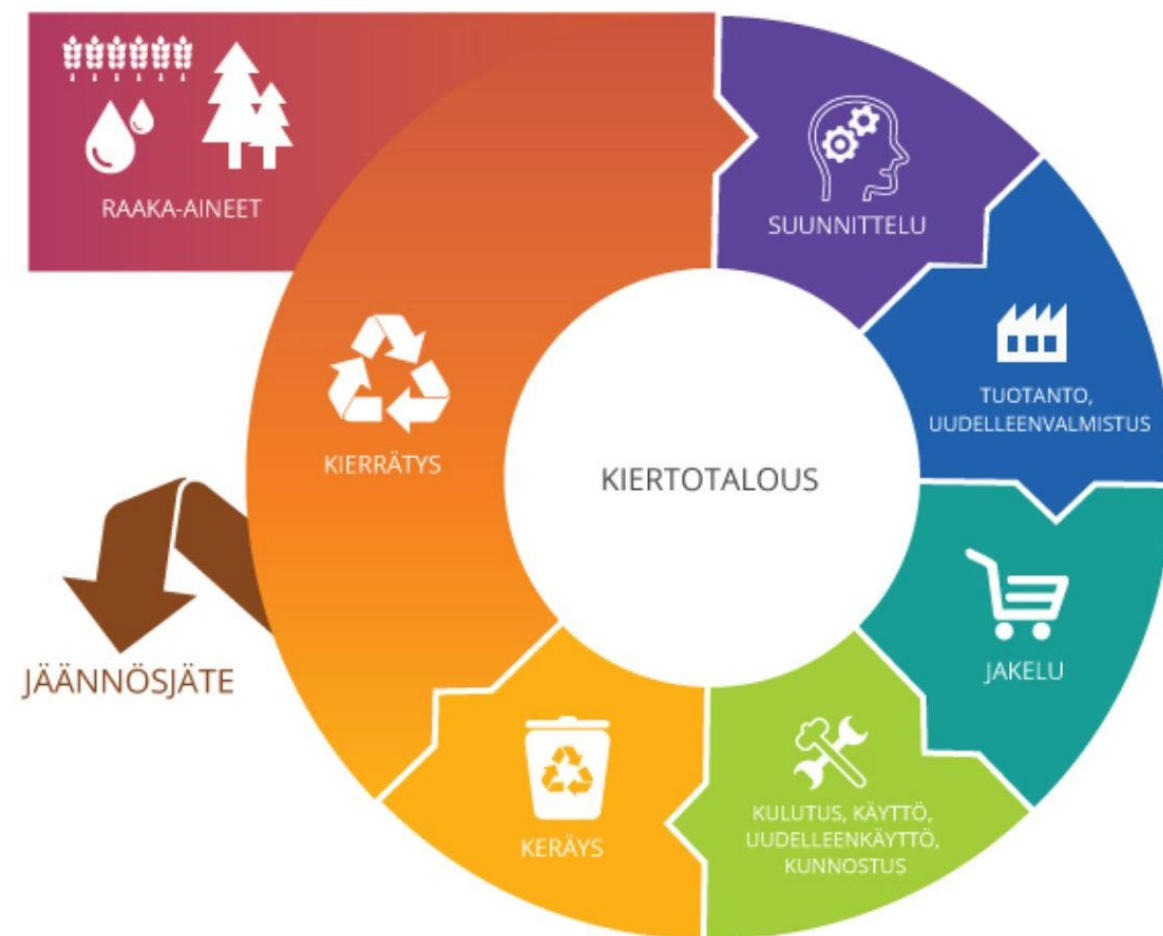 RAAKA-AINEET
SUUNNITTELU
TUOTANTO,
UUDELLEENVALMISTUS
JAKELU
KULUTUS, KÄYTTÖ,
UUDELLEENKÄYTTÖ,
KUNNOSTUS
KERÄYS
KIERRÄTYS
JÄÄNNÖSJÄTE
KIERTOTALOUS